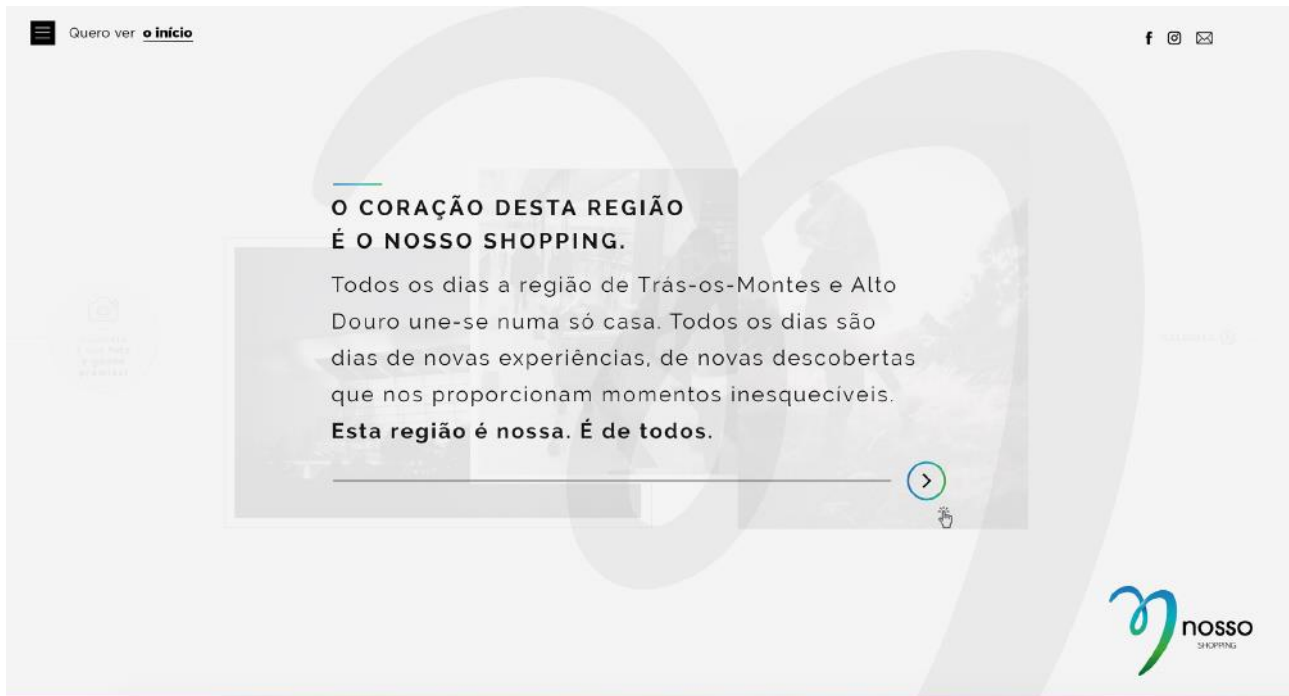 Quero ver o início
f
O CORAÇÃO DESTA REGIÃO
É O NOSSO SHOPPING.
Todos os dias a região de Trás-os-Montes e Alto
Douro une-se numa só casa. Todos os dias são
dias de novas experiências, de novas descobertas
que nos proporcionam momentos inesquecíveis.
Esta região é nossa. É de todos.
nosso
SHOPPING